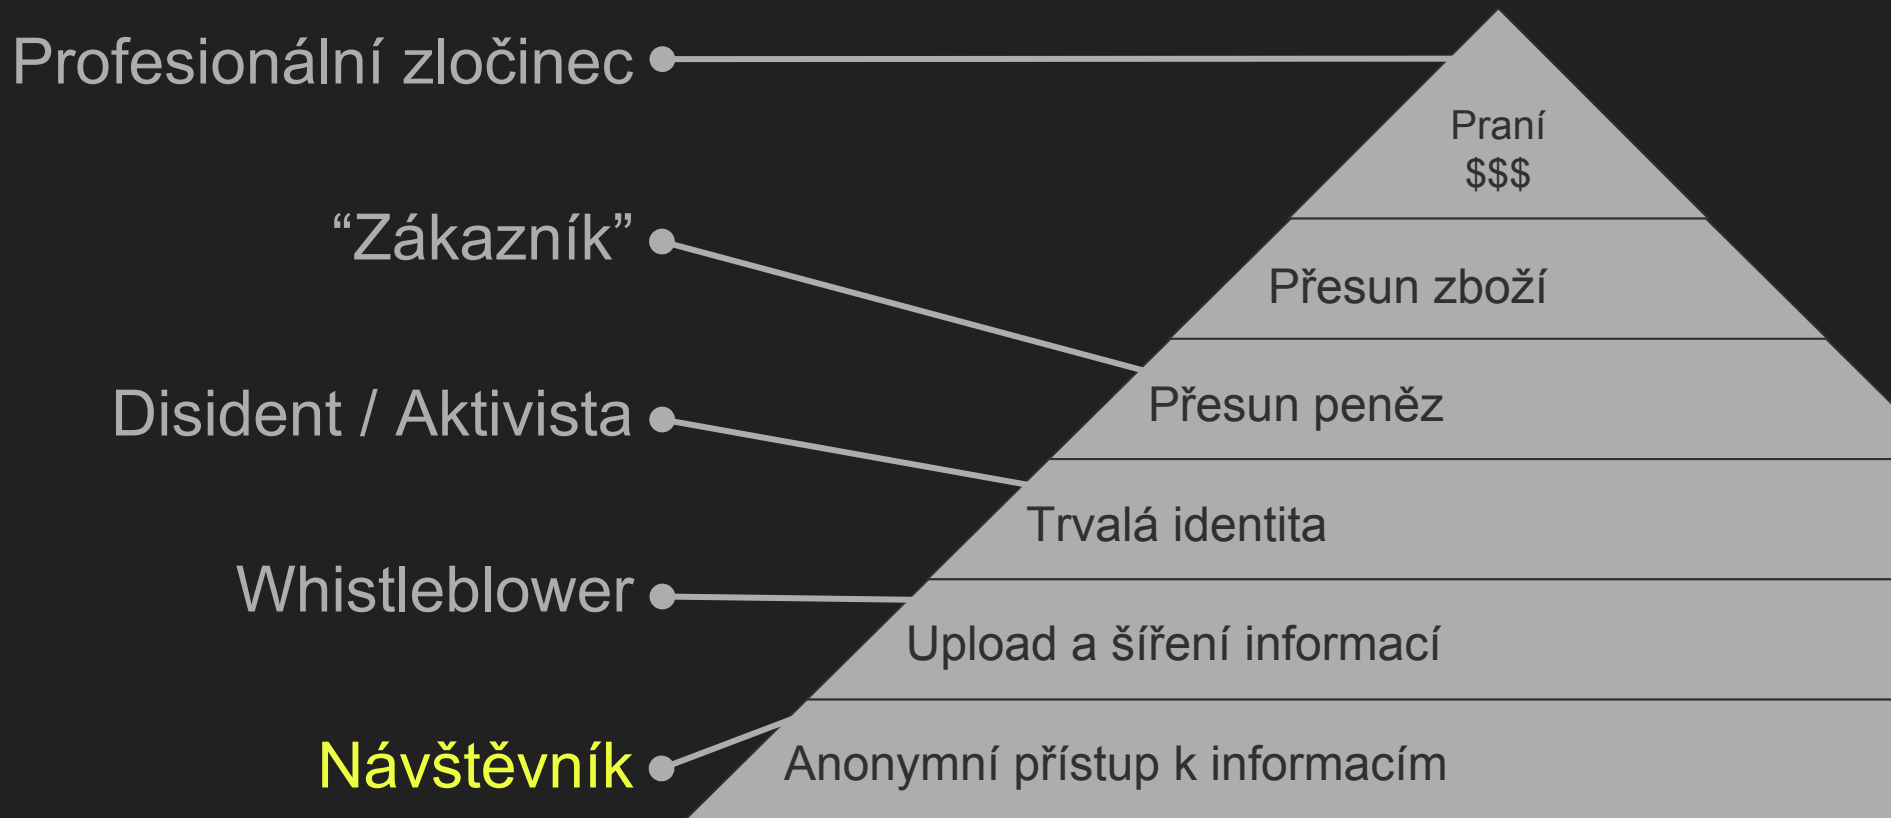 Profesionální zločinec
“Zákazník”
Disident / Aktivista
Whistleblower
Návštěvník
Praní
$$$
Přesun zboží
Přesun peněz
Trvalá identita
Upload a šíření informací
Anonymní přístup k informacím